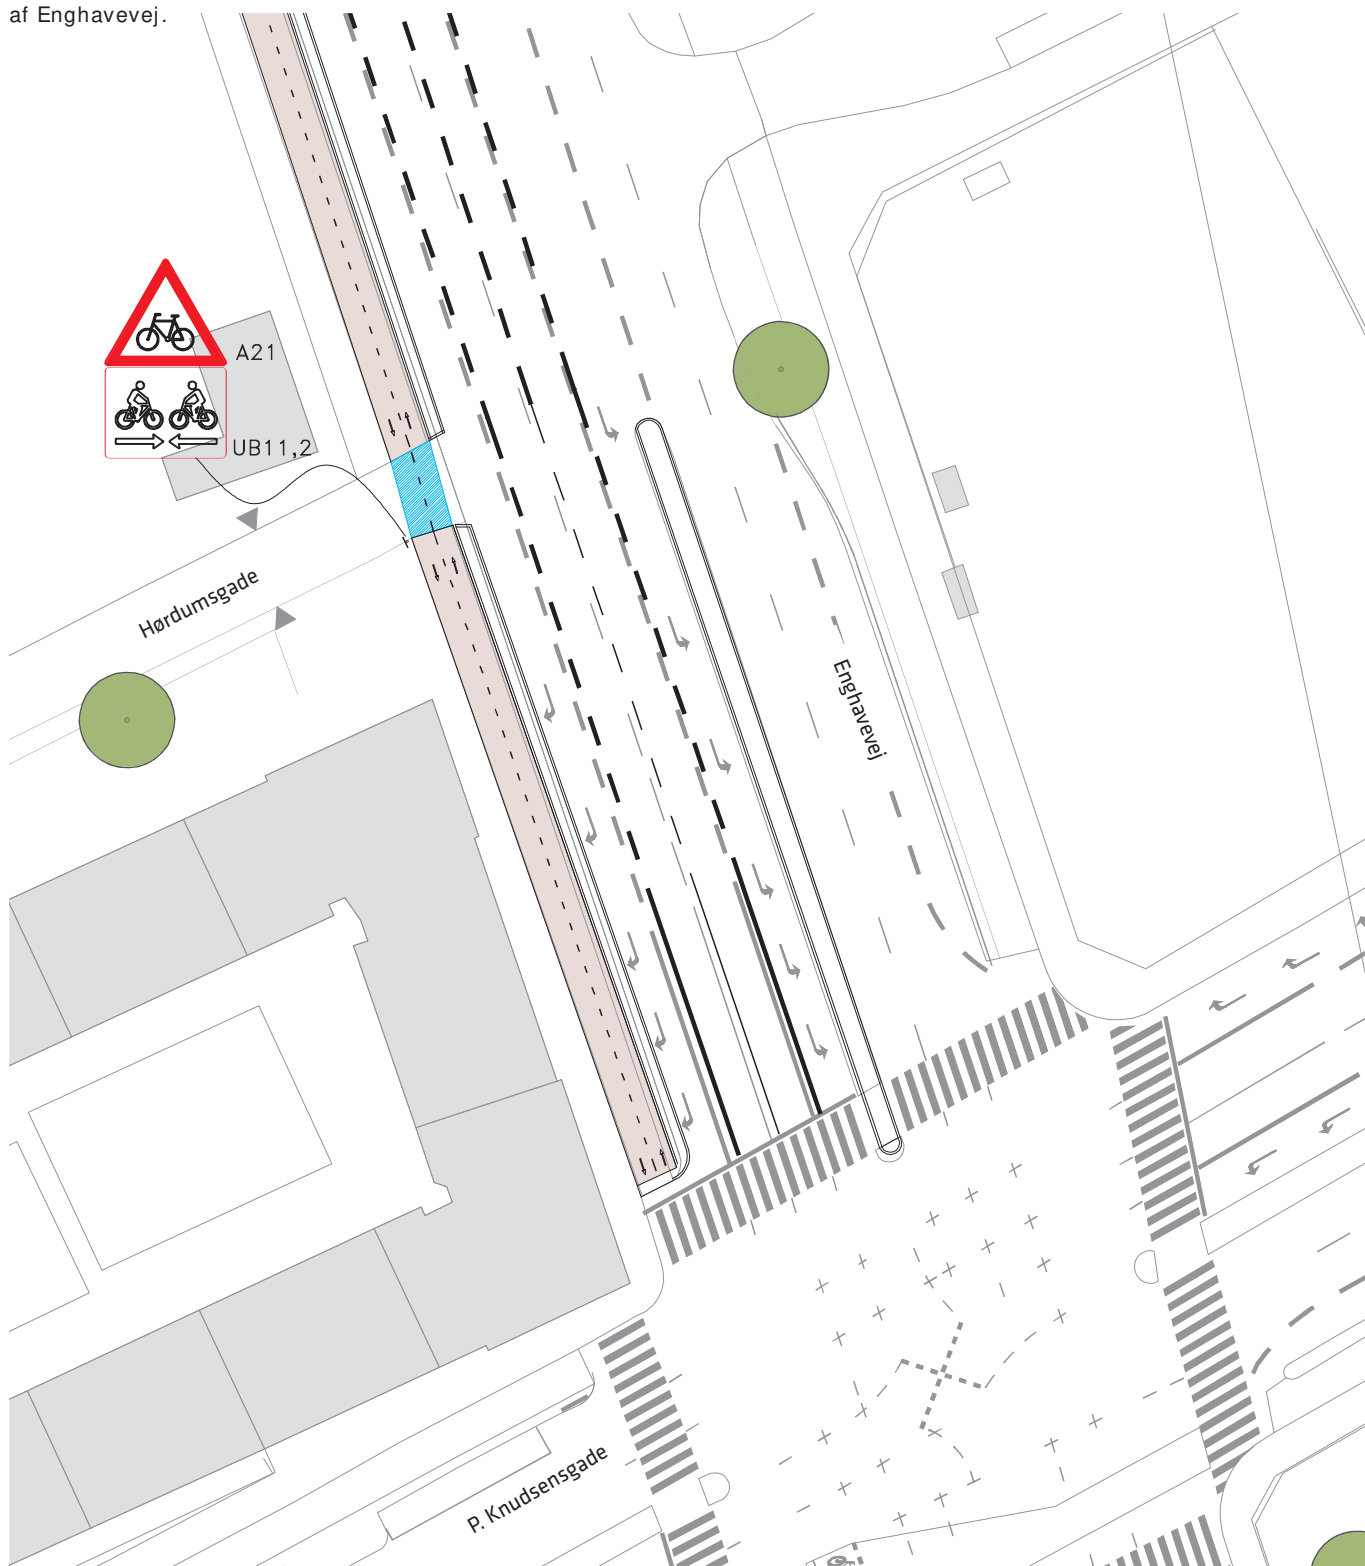 af Enghavevej.
A21
UB11,2
Hørdumsgade
Enghavevej
P. Knudsensgade